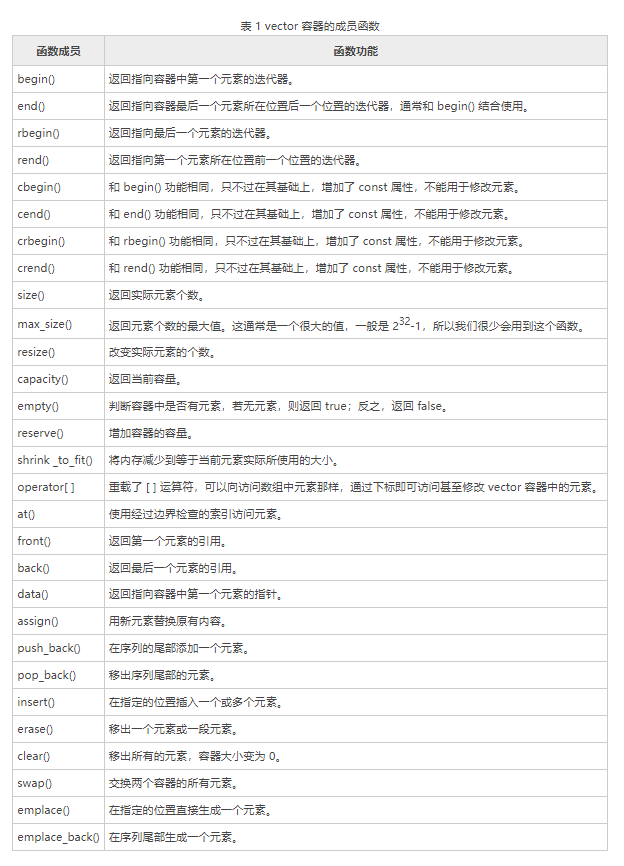 表 1 vector 容器的成员函数
函数成员 函数功能
begin() 返回指向容器中第一个元素的迭代器。
end() 返回指向容器最后一个元素所在位置后一个位置的迭代器，通常和 begin() 结合使用。
rbegin() 返回指向最后一个元素的迭代器。
rend() 返回指向第一个元素所在位置前一个位置的迭代器。
cbegin() 和 begin() 功能相同，只不过在其基础上，增加了 const 属性，不能用于修改元素。
cend() 和 end() 功能相同，只不过在其基础上，增加了 const 属性，不能用于修改元素。
crbegin() 和 rbegin() 功能相同，只不过在其基础上，增加了 const 属性，不能用于修改元素。
crend() 和 rend() 功能相同，只不过在其基础上，增加了 const 属性，不能用于修改元素。
size() 返回实际元素个数。
max_size() 返回元素个数的最大值。这通常是一个很大的值，一般是 2³²-1，所以我们很少会用到这个函数。
resize() 改变实际元素的个数。
capacity() 返回当前容量。
empty() 判断容器中是否有元素，若无元素，则返回 true；反之，返回 false。
reserve() 增加容器的容量。
shrink _to_fit() 将内存减少到等于当前元素实际所使用的大小。
operator[ ] 重载了 [ ] 运算符，可以向访问数组中元素那样，通过下标即可访问甚至修改 vector 容器中的元素。
at() 使用经过边界检查的索引访问元素。
front() 返回第一个元素的引用。
back() 返回最后一个元素的引用。
data() 返回指向容器中第一个元素的指针。
assign() 用新元素替换原有内容。
push_back() 在序列的尾部添加一个元素。
pop_back() 移出序列尾部的元素。
insert() 在指定的位置插入一个或多个元素。
erase() 移出一个元素或一段元素。
clear() 移出所有的元素，容器大小变为 0。
swap() 交换两个容器的所有元素。
emplace() 在指定的位置直接生成一个元素。
emplace_back() 在序列尾部生成一个元素。